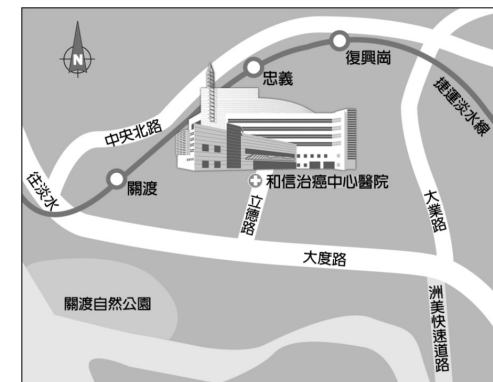 N
復興崗
忠義
捷運淡水線
中央北路
往淡水
關渡
和信治癌中心醫院
立德路
大業路
大度路
關渡自然公園
洲美快速道路